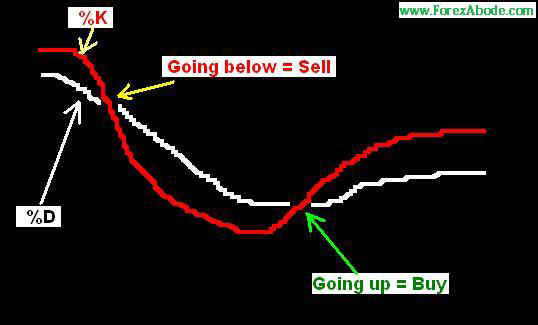 www.ForexAbode.com
%K
Going below = Sell
%D
Going up = Buy